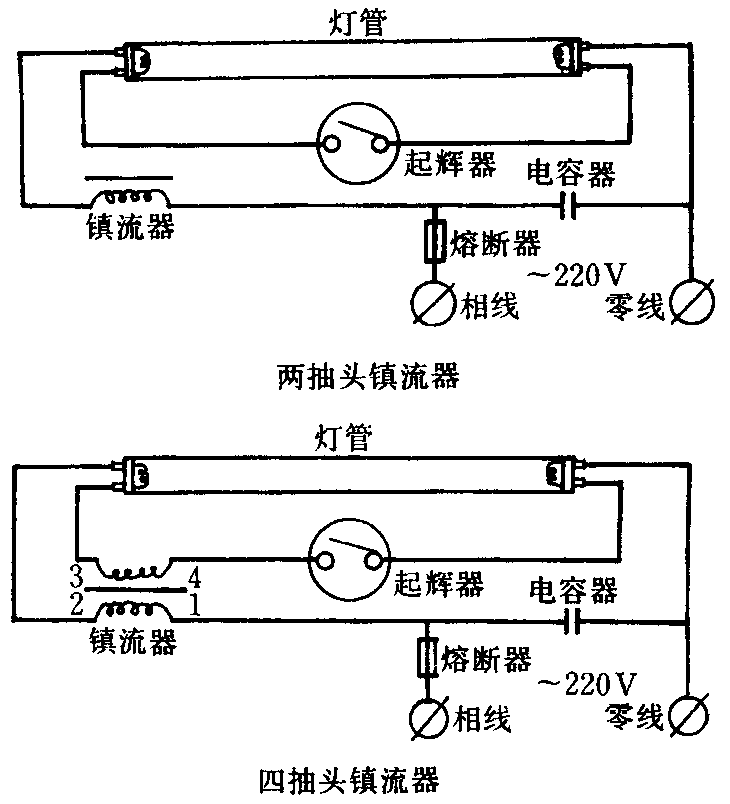 灯管
起辉器
电容器
镇流器
熔断器
~220V
相线
零线
两抽头镇流器
灯管
3 4
起辉器
电容器
2 1
镇流器
熔断器
~220V
相线
零线
四抽头镇流器